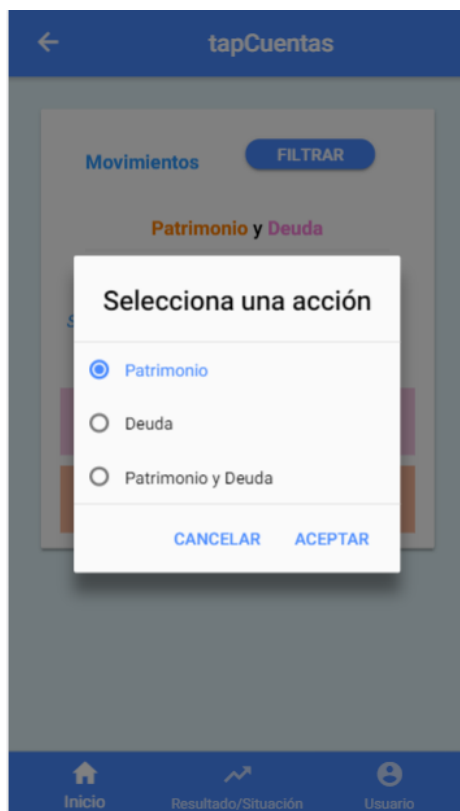 tapCuentas
Movimientos
FILTRAR
Patrimonio y Deuda
Selecciona una acción
Patrimonio
Deuda
Patrimonio y Deuda
CANCELAR ACEPTAR
Inicio
Resultado/Situación
Usuario